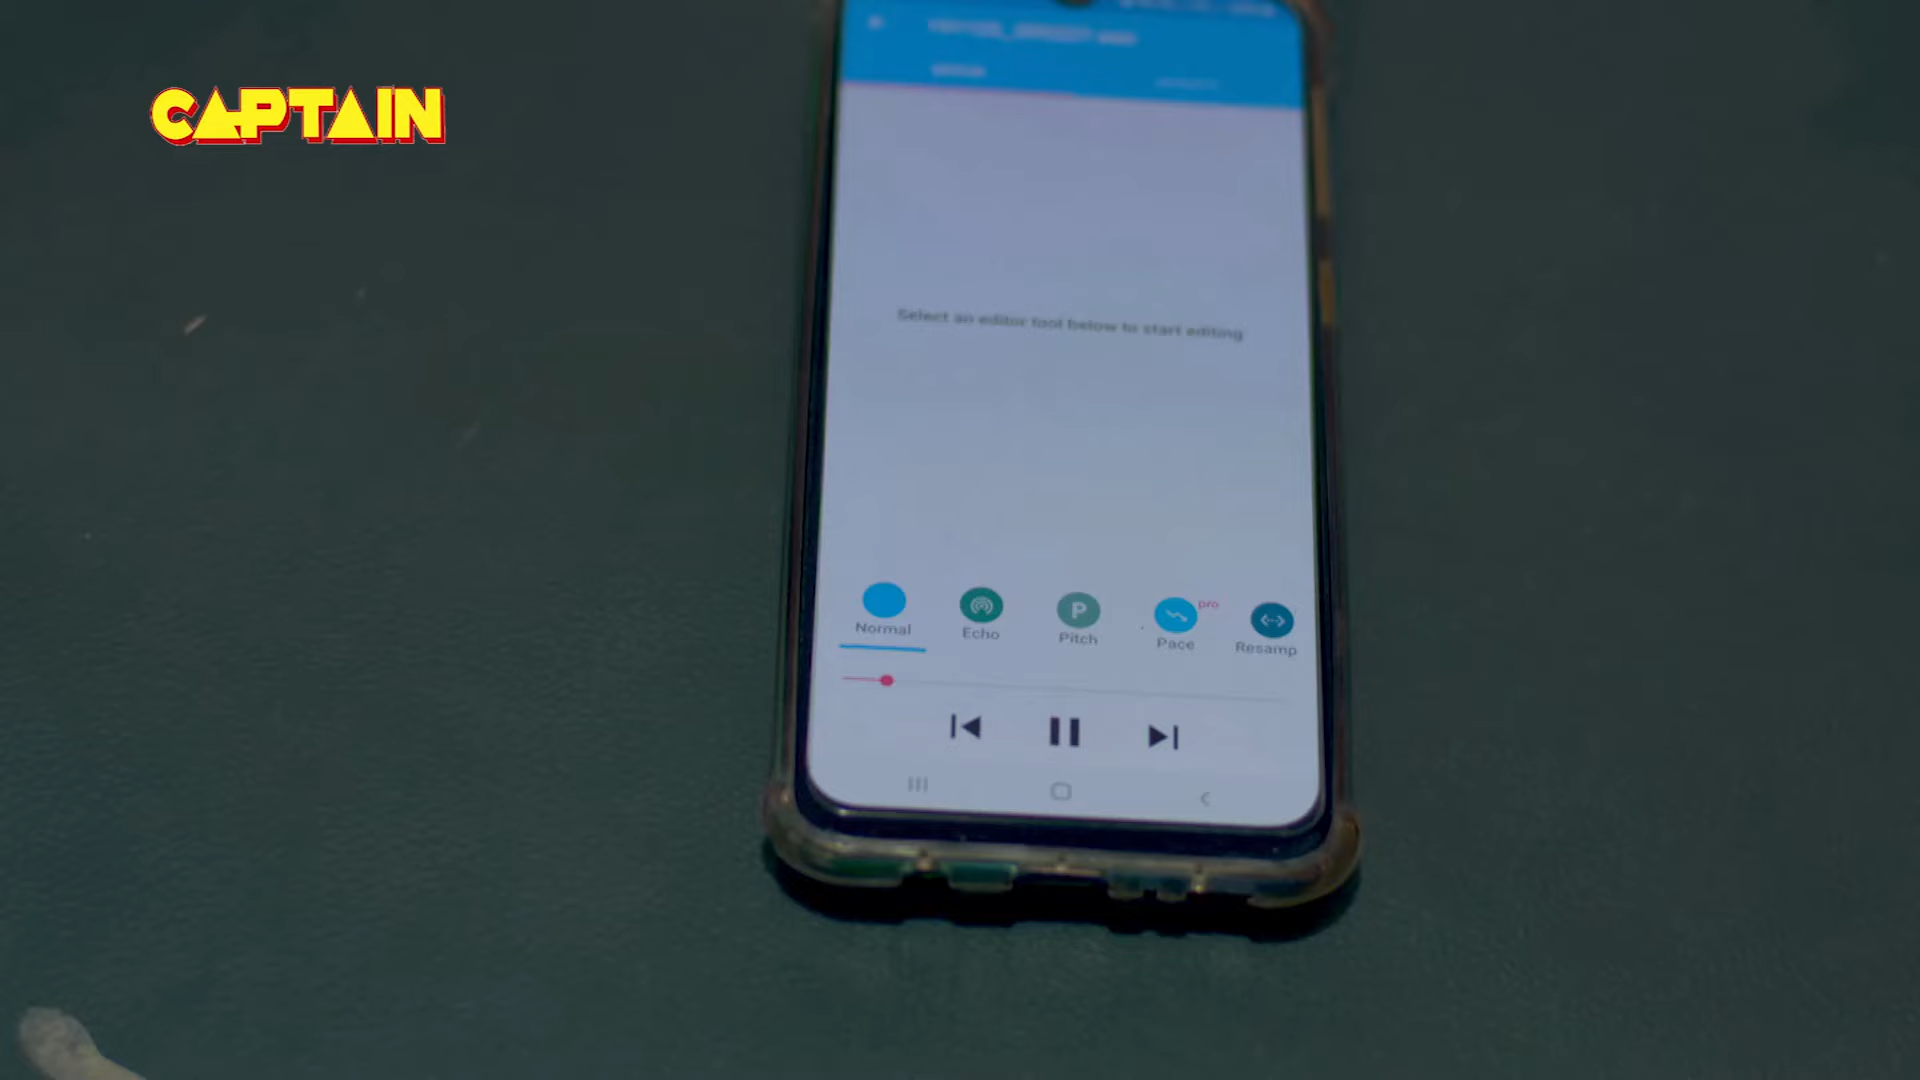 CAPTAIN
Select an editor tool below to start editing
Normal
Echo
P
Pitch
pro
Pace
Resamp